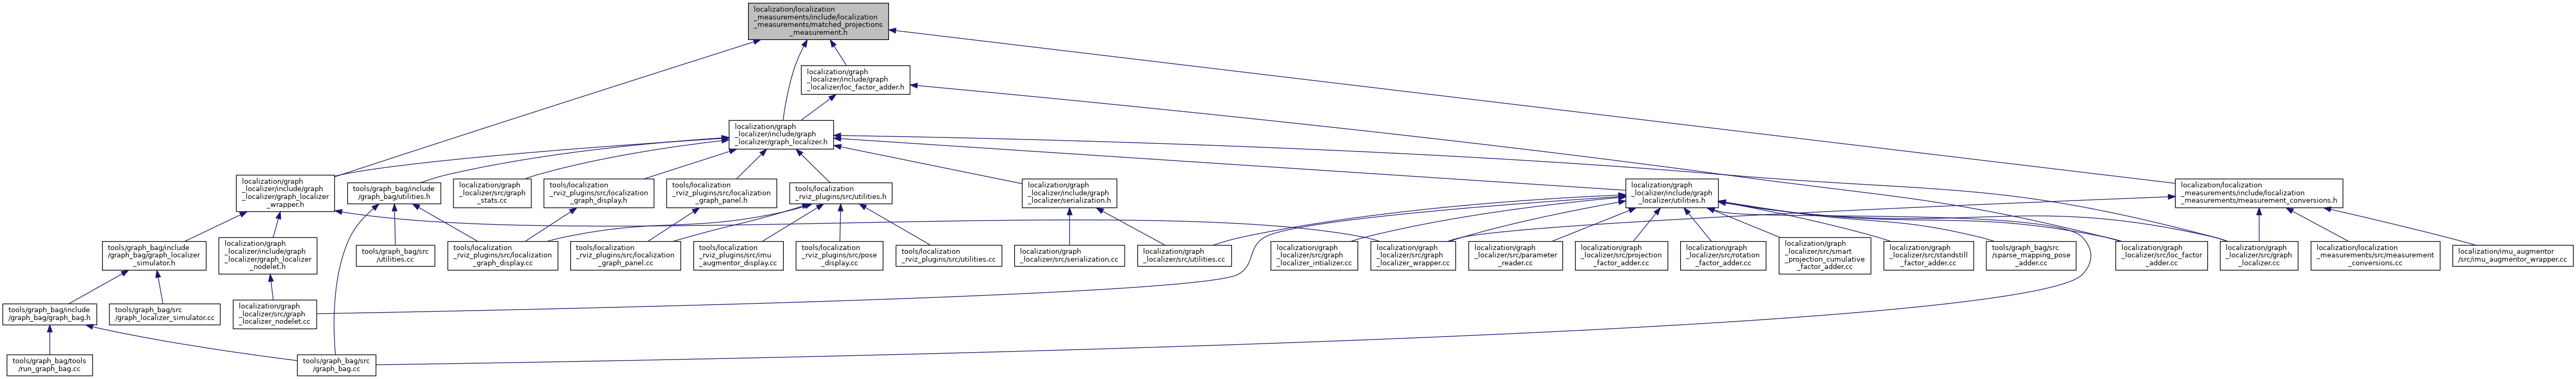 localization/localization
_measurements/include/localization
_measurements/matched_projections
_measurement.h
localization/graph
_localizer/include/graph
_localizer/loc_factor_adder.h
localization/graph
_localizer/include/graph
_localizer/graph_localizer.h
localization/graph
_localizer/include/graph
_localizer/graph_localizer
_wrapper.h
tools/graph_bag/include
/graph_bag/utilities.h
localization/graph
_localizer/src/graph
_stats.cc
tools/localization
_rviz_plugins/src/localization
_graph_display.h
tools/localization
_rviz_plugins/src/localization
_graph_panel.h
tools/localization
_rviz_plugins/src/utilities.h
localization/graph
_localizer/include/graph
_localizer/serialization.h
localization/graph
_localizer/include/graph
_localizer/utilities.h
localization/localization
_measurements/include/localization
_measurements/measurement_conversions.h
tools/graph_bag/include
/graph_bag/graph_localizer
_simulator.h
localization/graph
_localizer/include/graph
_localizer/graph_localizer
_nodelet.h
tools/graph_bag/src
/utilities.cc
tools/localization
_rviz_plugins/src/localization
_graph_display.cc
tools/localization
_rviz_plugins/src/localization
_graph_panel.cc
tools/localization
_rviz_plugins/src/imu
_augmentor_display.cc
tools/localization
_rviz_plugins/src/pose
_display.cc
tools/localization
_rviz_plugins/src/utilities.cc
localization/graph
_localizer/src/serialization.cc
localization/graph
_localizer/src/utilities.cc
localization/graph
_localizer/src/graph
_localizer_intializer.cc
localization/graph
_localizer/src/graph
_localizer_wrapper.cc
localization/graph
_localizer/src/parameter
_reader.cc
localization/graph
_localizer/src/projection
_factor_adder.cc
localization/graph
_localizer/src/rotation
_factor_adder.cc
localization/graph
_localizer/src/smart
_projection_cumulative
_factor_adder.cc
localization/graph
_localizer/src/standstill
_factor_adder.cc
tools/graph_bag/src
/sparse_mapping_pose
_adder.cc
localization/graph
_localizer/src/loc_factor
_adder.cc
localization/graph
_localizer/src/graph
_localizer.cc
localization/localization
_measurements/src/measurement
_conversions.cc
localization/imu_augmentor
/src/imu_augmentor_wrapper.cc
tools/graph_bag/include
/graph_bag/graph_bag.h
tools/graph_bag/src
/graph_localizer_simulator.cc
localization/graph
_localizer/src/graph
_localizer_nodelet.cc
tools/graph_bag/tools
/run_graph_bag.cc
tools/graph_bag/src
/graph_bag.cc